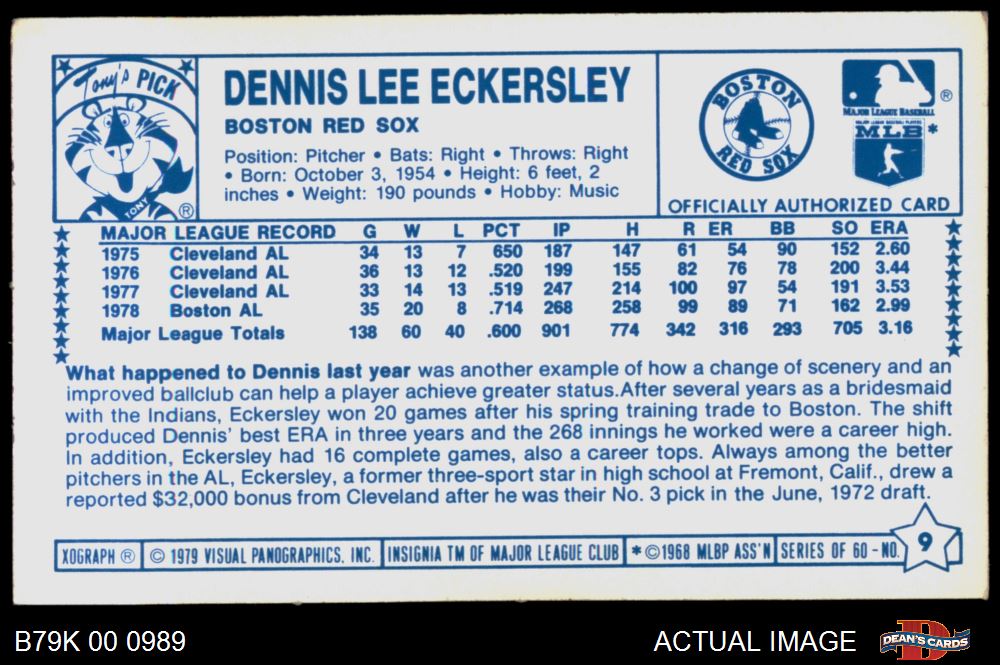 Tony's PICK
TONY
®
DENNIS LEE ECKERSLEY
BOSTON RED SOX
Position: Pitcher • Bats: Right • Throws: Right
• Born: October 3, 1954 • Height: 6 feet, 2
inches • Weight: 190 pounds • Hobby: Music
BOSTON
RED SOX
®
MAJOR LEAGUE BASEBALL
MAJOR LEAGUE BASEBALL PLAYERS
MLB*
OFFICIALLY AUTHORIZED CARD
MAJOR LEAGUE RECORD G W L PCT IP H R ER BB SO ERA
1975 Cleveland AL 34 13 7 650 187 147 61 54 90 152 2.60
1976 Cleveland AL 36 13 12 .520 199 155 82 76 78 200 3.44
1977 Cleveland AL 33 14 13 .519 247 214 100 97 54 191 3.53
1978 Boston AL 35 20 8 .714 268 258 99 89 71 162 2.99
Major League Totals 138 60 40 .600 901 774 342 316 293 705 3.16
What happened to Dennis last year was another example of how a change of scenery and an
improved ballclub can help a player achieve greater status.After several years as a bridesmaid
with the Indians, Eckersley won 20 games after his spring training trade to Boston. The shift
produced Dennis' best ERA in three years and the 268 innings he worked were a career high.
In addition, Eckersley had 16 complete games, also a career tops. Always among the better
pitchers in the AL, Eckersley, a former three-sport star in high school at Fremont, Calif., drew a
reported $32,000 bonus from Cleveland after he was their No. 3 pick in the June, 1972 draft.
XOGRAPH ® © 1979 VISUAL PANOGRAPHICS, INC. INSIGNIA TM OF MAJOR LEAGUE CLUB *©1968 MLBP ASS'N SERIES OF 60 - NO. 9
B79K 00 0989
ACTUAL IMAGE
DEAN'S CARDS